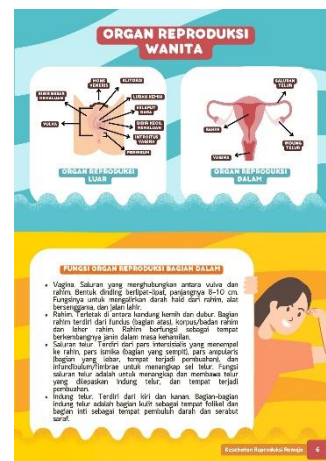 ORGAN REPRODUKSI
WANITA
MONS
VENERIS
KLITORIS
BIBIR BESAR
KEMALUAN
LUBANG KEMIH
SELAPUT
DARA
VULVA
BIBIR KECIL
KEMALUAN
INTROITUS
VAGINA
PERINEUM
ORGAN REPRODUKSI
LUAR
SALURAN
TELUR
RAHIM
INDUNG
TELUR
VAGINA
ORGAN REPRODUKSI
DALAM
FUNGSI ORGAN REPRODUKSI BAGIAN DALAM
• Vagina. Saluran yang menghubungkan antara vulva dan
rahim. Bentuk dinding berlipat-lipat, panjangnya 8-10 cm.
Fungsinya untuk mengalirkan darah haid dari rahim, alat
bersenggama, dan jalan lahir.
• Rahim. Terletak di antara kandung kemih dan dubur. Bagian
rahim terdiri dari fundus (bagian atas), korpus/badan rahim
dan leher rahim. Rahim berfungsi sebagai tempat
berkembangnya janin dalam masa kehamilan.
• Saluran telur. Terdiri dari pars intersistalis yang menempel
ke rahim, pars ismika (bagian yang sempit), pars ampularis
(bagian yang lebar, tempat terjadi pembuahan), dan
infundibulum/fimbrae untuk menangkap sel telur. Fungsi
saluran telur adalah untuk menangkap dan membawa telur
yang dilepaskan indung telur, dan tempat terjadi
pembuahan.
• Indung telur. Terdiri dari kiri dan kanan. Bagian-bagian
indung telur adalah bagian kulit sebagai tempat folikel dan
bagian inti sebagai tempat pembuluh darah dan serabut
saraf.
Kesehatan Reproduksi Remaja
6